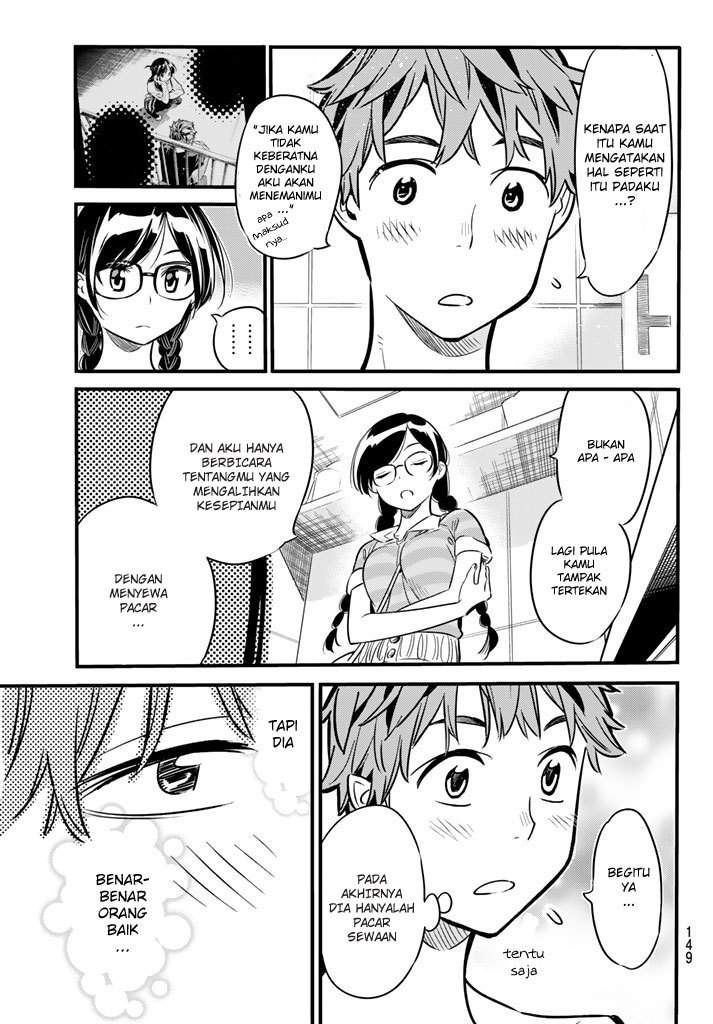 KENAPA SAAT
ITU KAMU
MENGATAKAN
HAL SEPERTI
ITU PADAKU
...?
"JIKA KAMU
TIDAK
KEBERATNA
DENGANKU
AKU AKAN
MENEMANIMU
..."
apa
maksud
nya..
......
BUKAN
APA - APA
LAGI PULA
KAMU
TAMPAK
TERTEKAN
DAN AKU HANYA
BERBICARA
TENTANGMU YANG
MENGALIHKAN
KESEPIANMU
DENGAN
MENYEWA
PACAR
...
BEGITU
YA ...
PADA
AKHIRNYA
DIA HANYALAH
PACAR
SEWAAN
tentu
saja
TAPI
DIA
BENAR-
BENAR
ORANG
BAIK
...
149